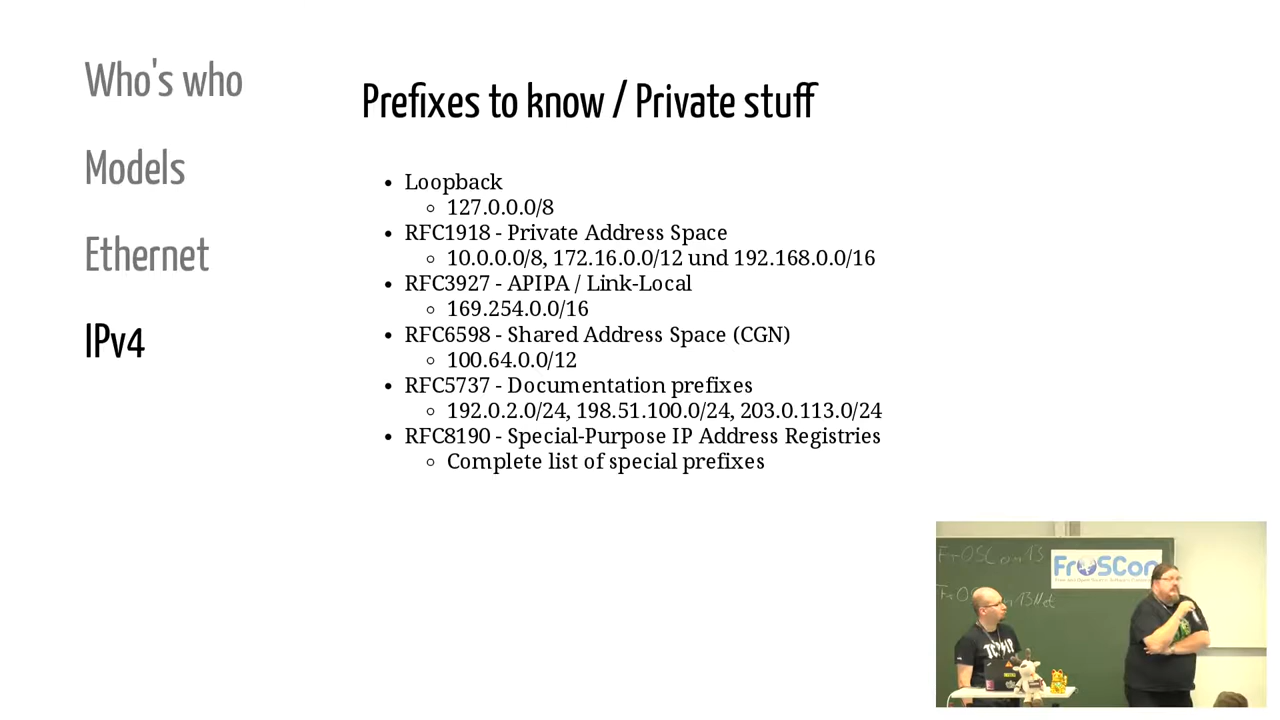 Who's who
Models
Ethernet
IPv4
Prefixes to know / Private stuff
Loopback
127.0.0.0/8
RFC1918 - Private Address Space
10.0.0.0/8, 172.16.0.0/12 und 192.168.0.0/16
RFC3927 - APIPA / Link-Local
169.254.0.0/16
RFC6598 - Shared Address Space (CGN)
100.64.0.0/12
RFC5737 - Documentation prefixes
192.0.2.0/24, 198.51.100.0/24, 203.0.113.0/24
RFC8190 - Special-Purpose IP Address Registries
Complete list of special prefixes
FrOSCon13
FrOSCon